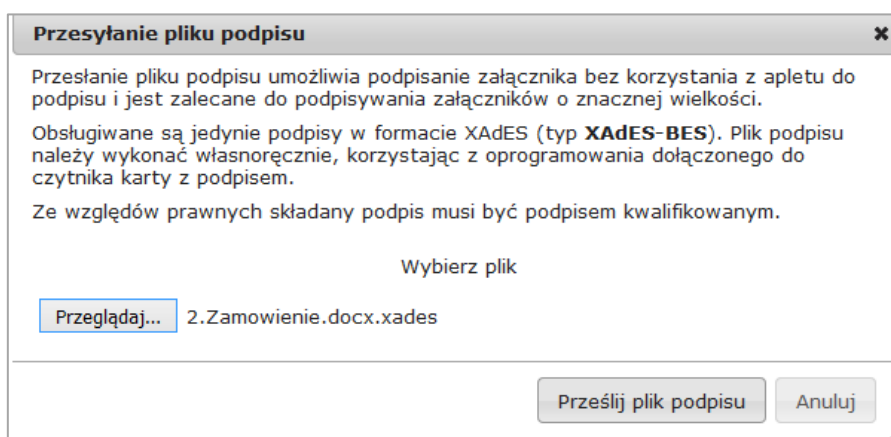 Przesyłanie pliku podpisu
Przesłanie pliku podpisu umożliwia podpisanie załącznika bez korzystania z apletu do
podpisu i jest zalecane do podpisywania załączników o znacznej wielkości.
Obsługiwane są jedynie podpisy w formacie XAdES (typ XAdES-BES). Plik podpisu
należy wykonać własnoręcznie, korzystając z oprogramowania dołączonego do
czytnika karty z podpisem.
Ze względów prawnych składany podpis musi być podpisem kwalifikowanym.
Wybierz plik
Przeglądaj... 2.Zamowienie.docx.xades
Prześlij plik podpisu Anuluj